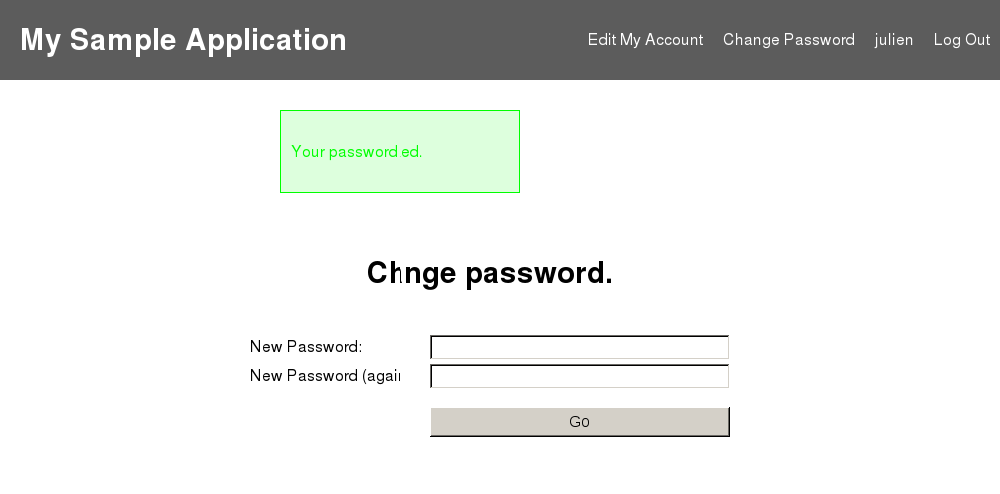 My Sample Application
Edit My Account Change Password julien Log Out
Your password ed.
Chnge password.
New Password:
New Password (agai
Go